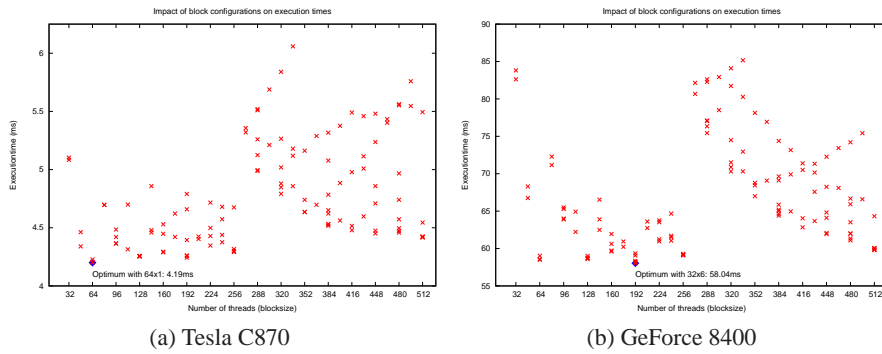 Impact of block configurations on execution times
Executiontime (ms)
6
5.5
5
4.5
4
Optimum with 64x1: 4.19ms
32 64 96 128 160 192 224 256 288 320 352 384 416 448 480 512
Number of threads (blocksize)
(a) Tesla C870
Impact of block configurations on execution times
Executiontime (ms)
90
85
80
75
70
65
60
55
Optimum with 32x6: 58.04ms
32 64 96 128 160 192 224 256 288 320 352 384 416 448 480 512
Number of threads (blocksize)
(b) GeForce 8400